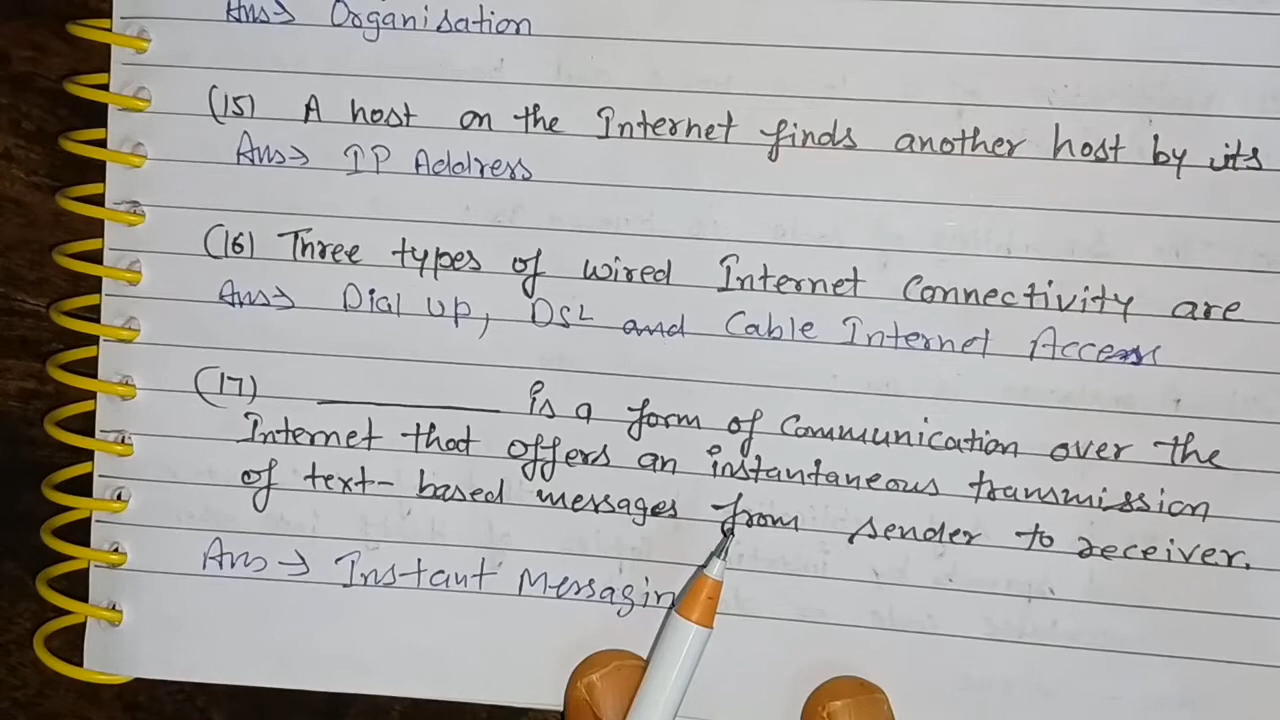 Ans→ Organisation
(15) A host on the Internet finds another host by its
Ans→ IP Address
(16) Three types of wired Internet Connectivity are
Ans→ Dial up, DSL and Cable Internet Access
(17) ________ is a form of Communication over the
Internet that offers an instantaneous transmission
of text-based messages from sender to receiver.
Ans→ Instant Messagin